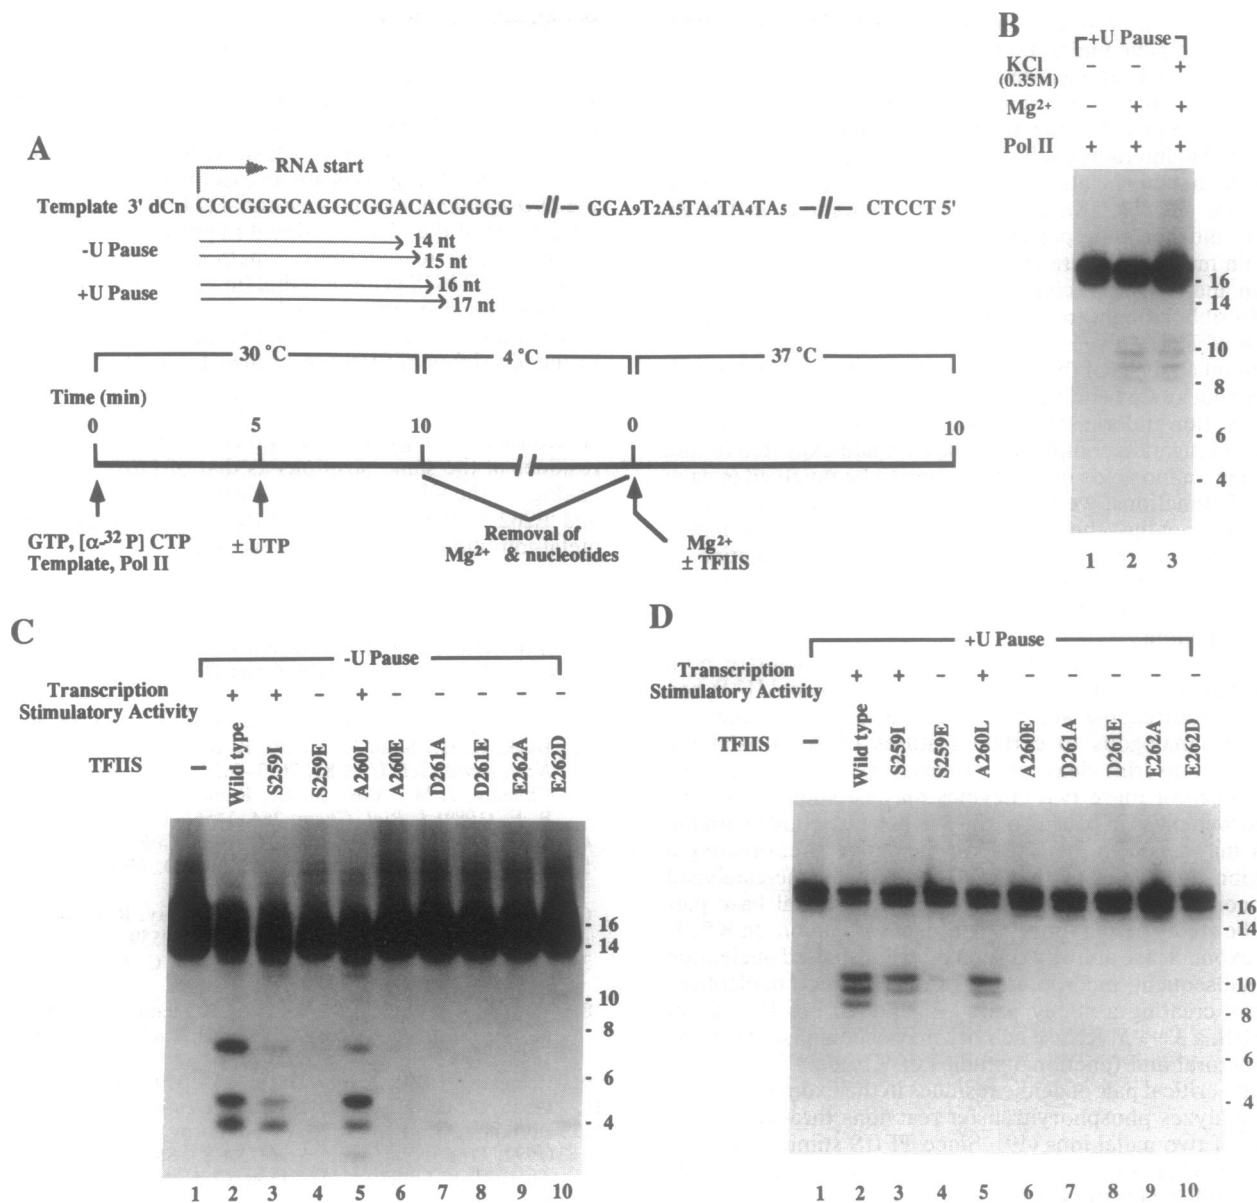 A
RNA start
Template 3' dCn CCCGGGCAGGCGGACACGGGG —//— GGA9T2A5TA4TA4TA5 —//— CTCCT 5'
-U Pause
14 nt
15 nt
+U Pause
16 nt
17 nt
30 °C 4 °C 37 °C
Time (min)
0 5 10 0 10
GTP, [α-32 P] CTP
Template, Pol II
± UTP
Removal of
Mg2+ & nucleotides
Mg2+
± TFIIS
B
+U Pause
KCl - - +
(0.35M)
Mg2+ - + +
Pol II + + +
- 16
- 14
- 10
- 8
- 6
- 4
1 2 3
C
-U Pause
Transcription
Stimulatory Activity + + - + - - - - -
TFIIS - Wild type S259I S259E A260L A260E D261A D261E E262A E262D
- 16
- 14
- 10
- 8
- 6
- 4
1 2 3 4 5 6 7 8 9 10
D
+U Pause
Transcription
Stimulatory Activity + + - + - - - - -
TFIIS - Wild type S259I S259E A260L A260E D261A D261E E262A E262D
- 16
- 14
- 10
- 8
- 6
- 4
1 2 3 4 5 6 7 8 9 10